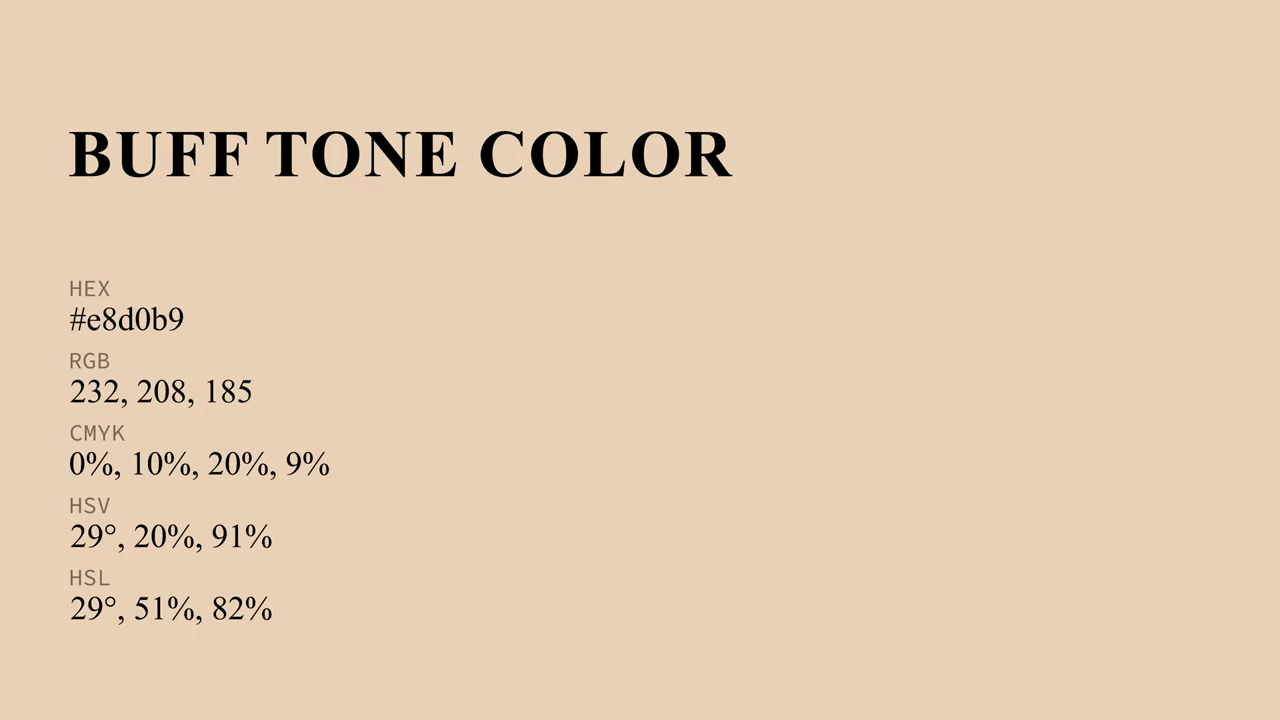 BUFF TONE COLOR
HEX
#e8d0b9
RGB
232, 208, 185
CMYK
0%, 10%, 20%, 9%
HSV
29°, 20%, 91%
HSL
29°, 51%, 82%